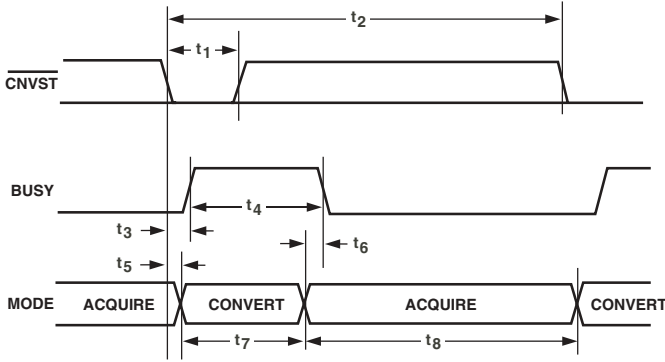 t2
t1
CNVST
BUSY
t4
t3
t6
t5
MODE ACQUIRE CONVERT ACQUIRE CONVERT
t7 t8